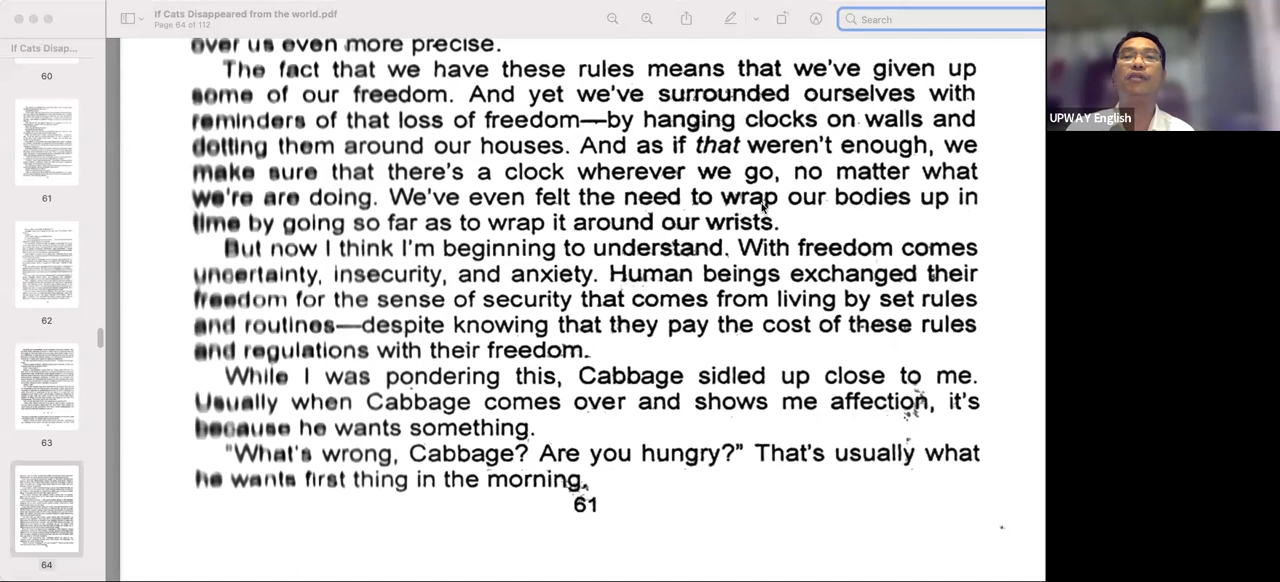 If Cats Disappeared from the world.pdf
Page 64 of 112
Search
If Cats Disap...
60
61
62
63
64
over us even more precise.
The fact that we have these rules means that we've given up
some of our freedom. And yet we've surrounded ourselves with
reminders of that loss of freedom—by hanging clocks on walls and
dotting them around our houses. And as if that weren't enough, we
make sure that there's a clock wherever we go, no matter what
we're are doing. We've even felt the need to wrap our bodies up in
time by going so far as to wrap it around our wrists.
But now I think I'm beginning to understand. With freedom comes
uncertainty, insecurity, and anxiety. Human beings exchanged their
freedom for the sense of security that comes from living by set rules
and routines—despite knowing that they pay the cost of these rules
and regulations with their freedom.
While I was pondering this, Cabbage sidled up close to me.
Usually when Cabbage comes over and shows me affection, it's
because he wants something.
"What's wrong, Cabbage? Are you hungry?" That's usually what
he wants first thing in the morning.
61
UPWAY English